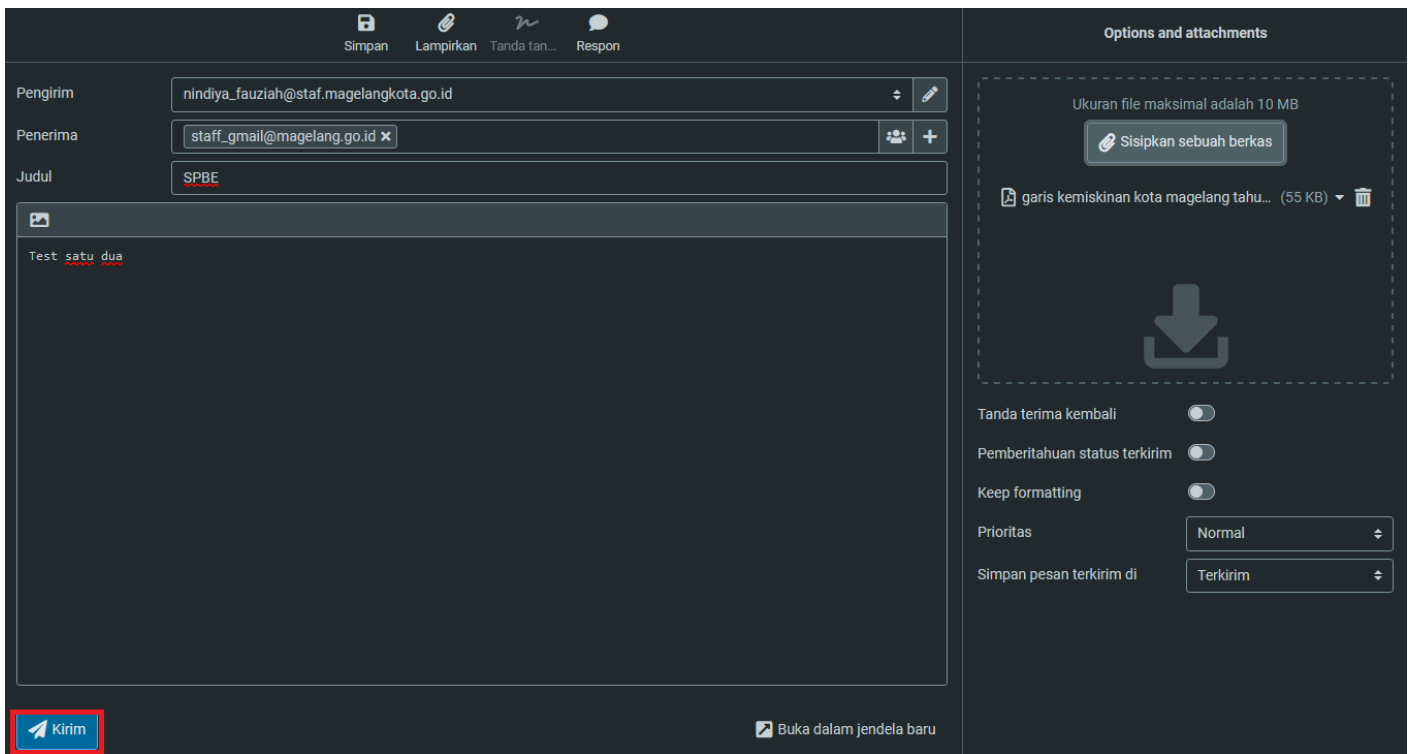 Simpan Lampirkan Tanda tan... Respon
Options and attachments
Pengirim nindiya_fauziah@staf.magelangkota.go.id
Penerima staff_gmail@magelang.go.id
Judul SPBE
Test satu dua
Ukuran file maksimal adalah 10 MB
Sisipkan sebuah berkas
garis kemiskinan kota magelang tahu... (55 KB)
Tanda terima kembali
Pemberitahuan status terkirim
Keep formatting
Prioritas Normal
Simpan pesan terkirim di Terkirim
Kirim
Buka dalam jendela baru